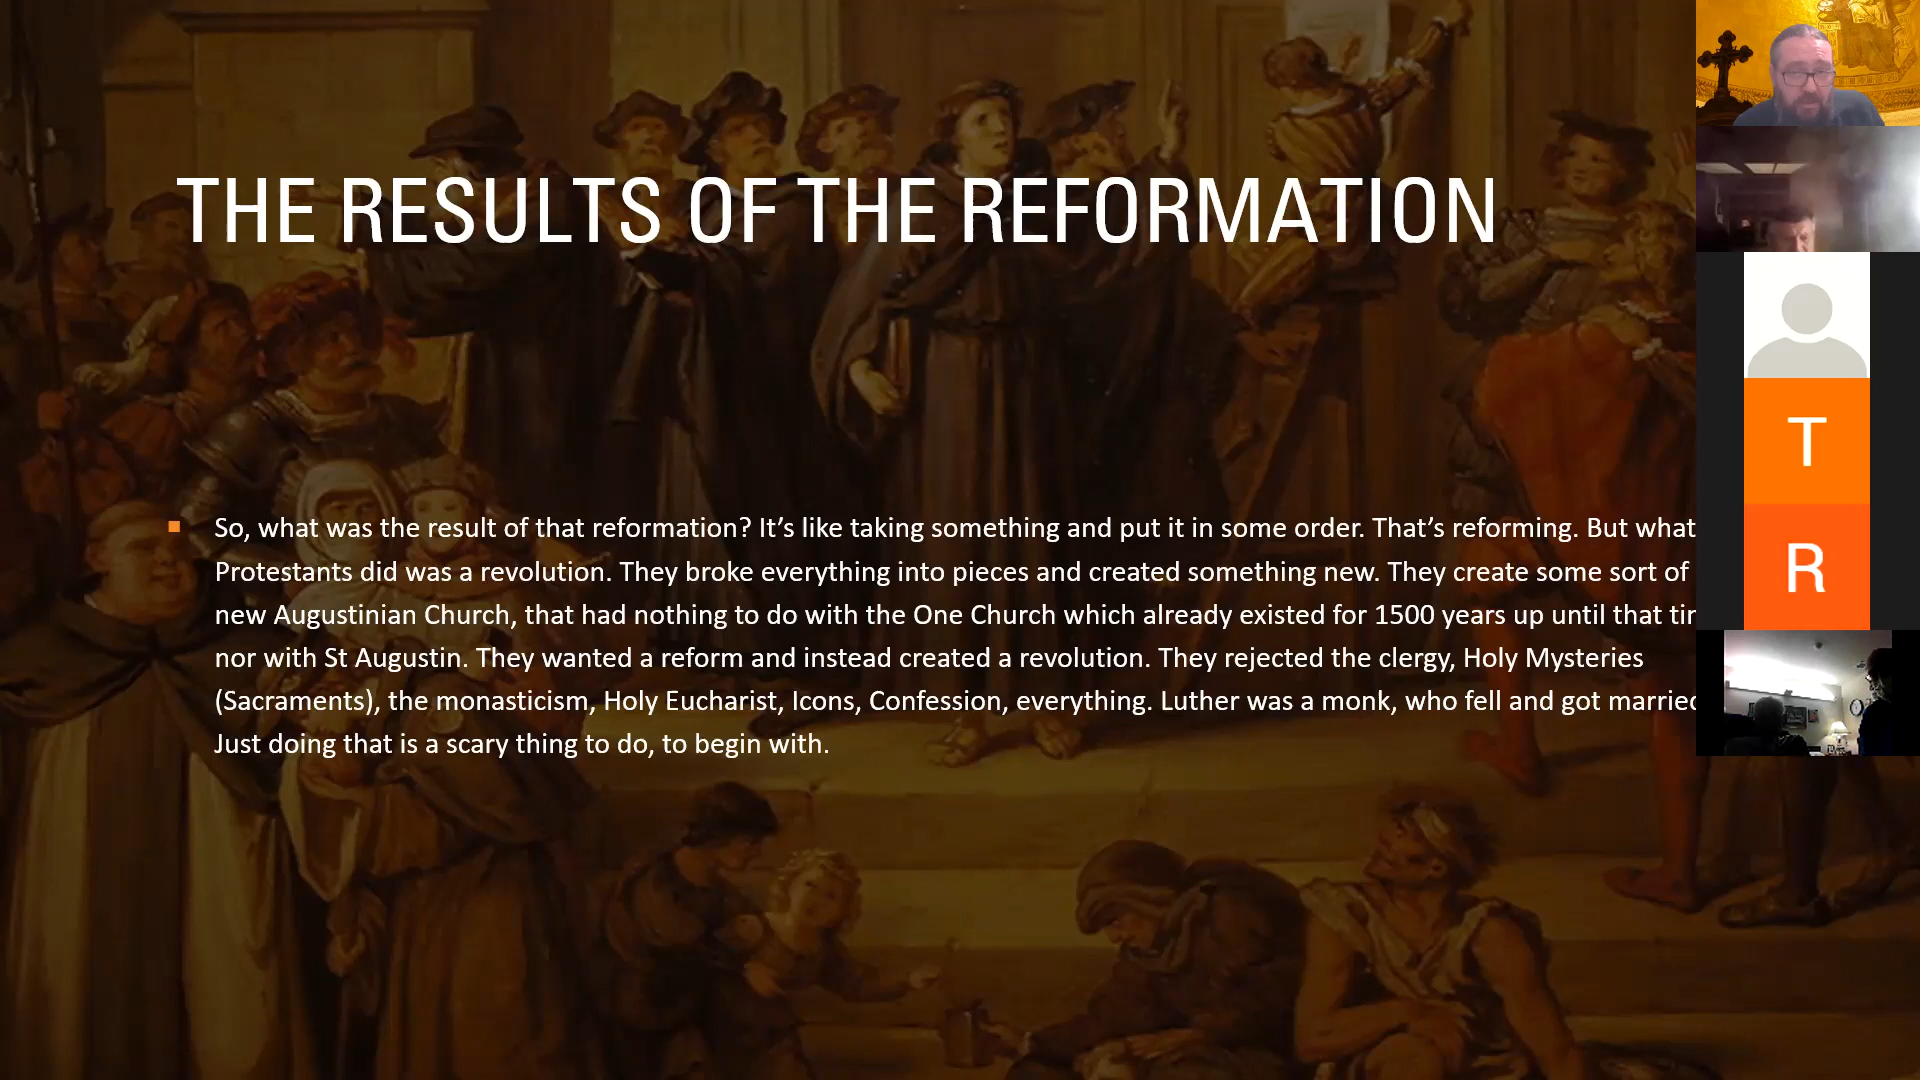 THE RESULTS OF THE REFORMATION
So, what was the result of that reformation? It’s like taking something and put it in some order. That’s reforming. But what
Protestants did was a revolution. They broke everything into pieces and created something new. They create some sort of
new Augustinian Church, that had nothing to do with the One Church which already existed for 1500 years up until that
nor with St Augustin. They wanted a reform and instead created a revolution. They rejected the clergy, Holy Mysteries
(Sacraments), the monasticism, Holy Eucharist, Icons, Confession, everything. Luther was a monk, who fell and got married
Just doing that is a scary thing to do, to begin with.
T
R